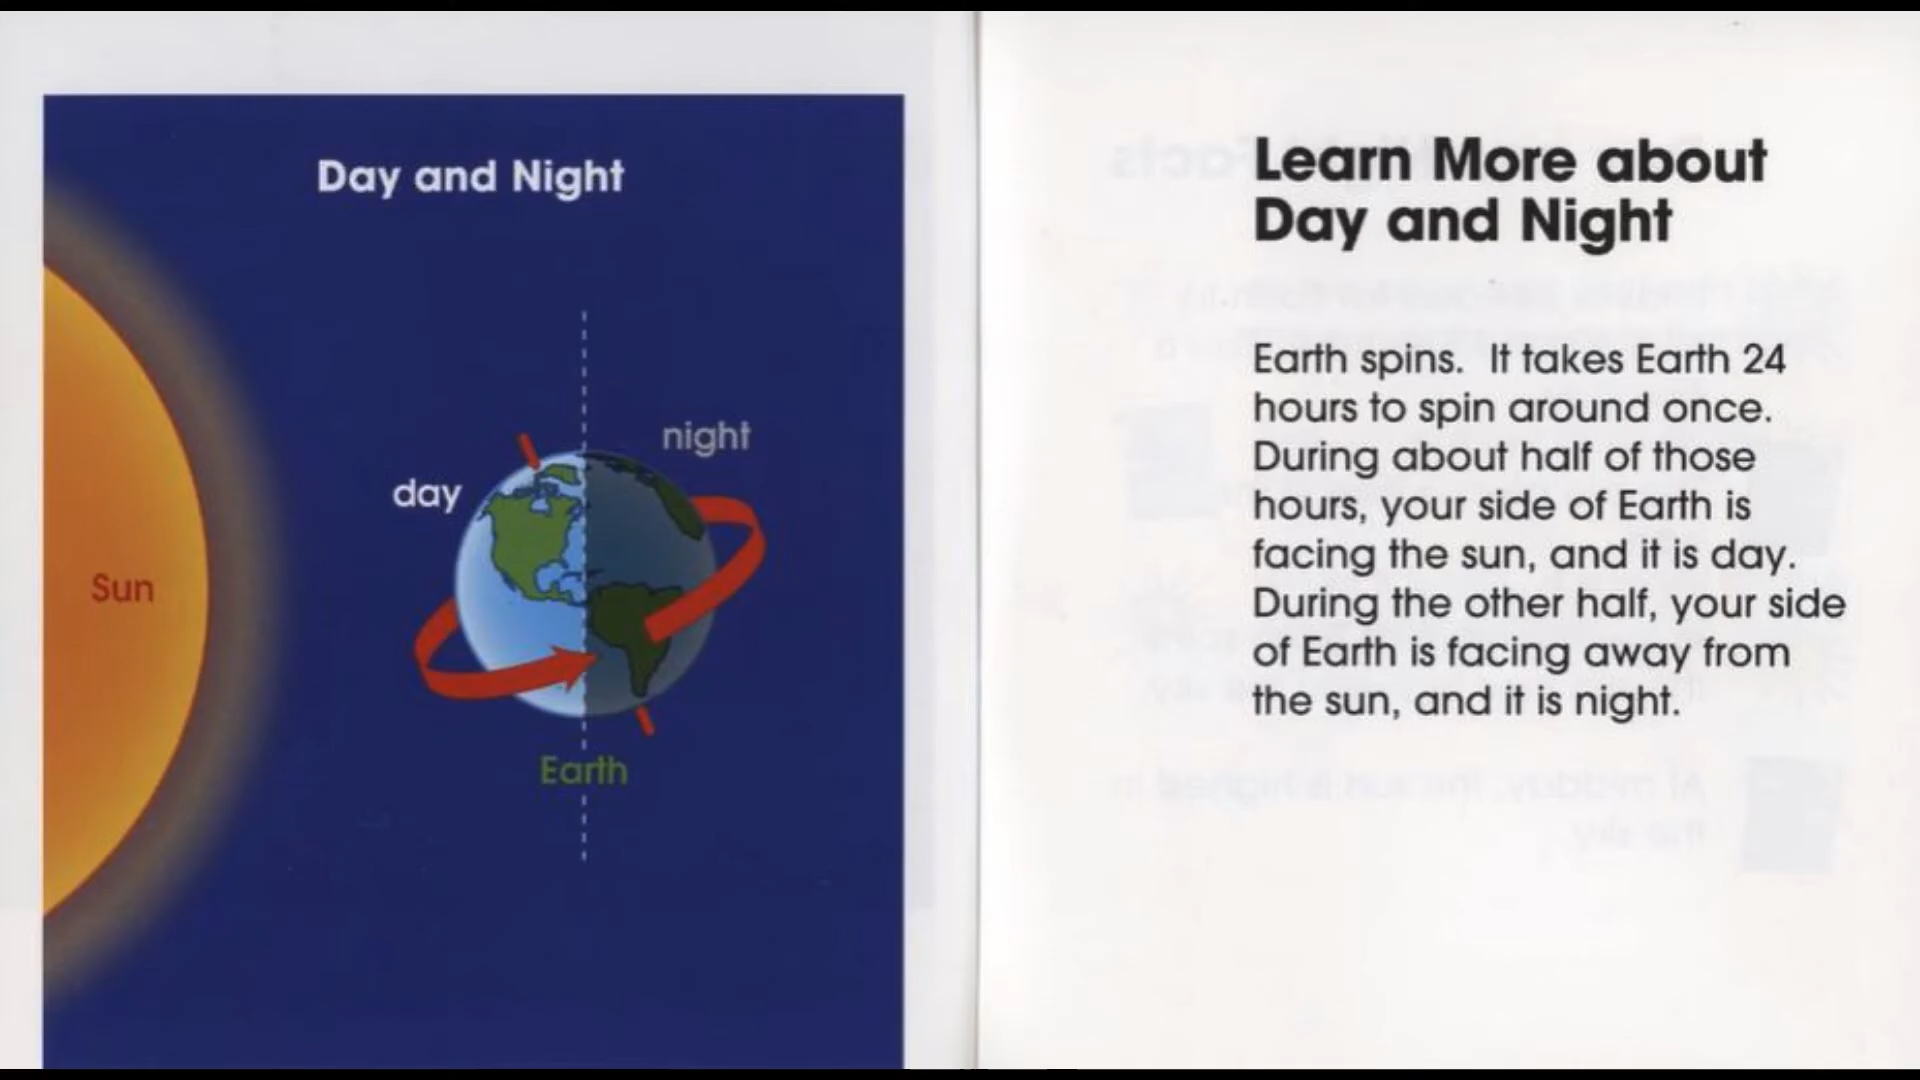 Day and Night
night
day
Sun
Earth
Learn More about
Day and Night
Earth spins. It takes Earth 24
hours to spin around once.
During about half of those
hours, your side of Earth is
facing the sun, and it is day.
During the other half, your side
of Earth is facing away from
the sun, and it is night.